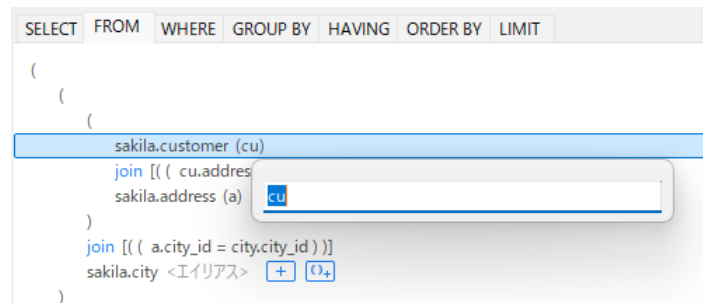 SELECT FROM WHERE GROUP BY HAVING ORDER BY LIMIT
(
(
(
sakila.customer (cu)
join [( ( cu.addres
sakila.address (a) cu
)
join [( ( a.city_id = city.city_id ) )]
sakila.city <エイリアス> + ()+
)